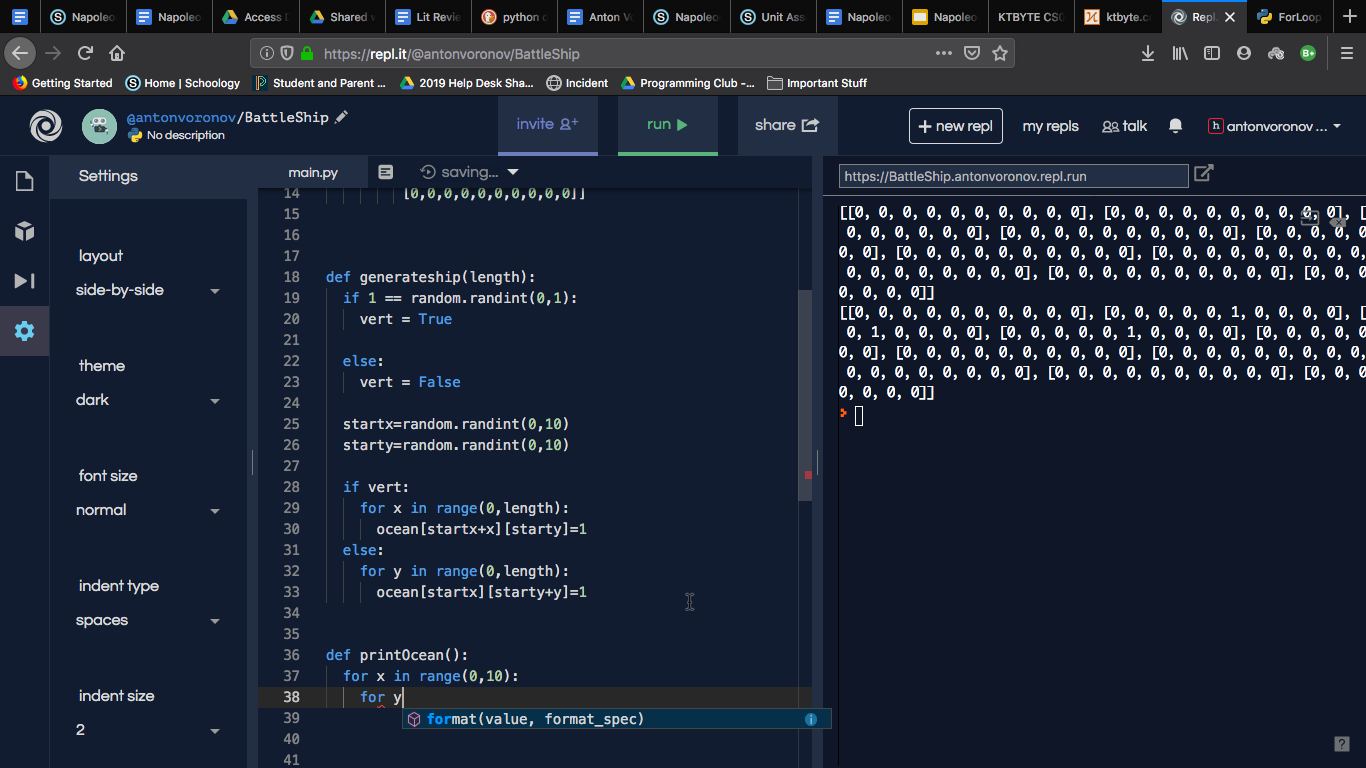 Napoleo
Napoleo
Access D
Shared w
Lit Revie
python c
Anton Vo
Napoleo
Unit Ass
Napoleo
Napoleo
KTBYTE CSC
ktbyte.co
Repl.
ForLoop
https://repl.it/@antonvoronov/BattleShip
Getting Started
Home | Schoology
Student and Parent ...
2019 Help Desk Sha...
Incident
Programming Club -...
Important Stuff
@antonvoronov/BattleShip
No description
invite
run
share
+ new repl
my repls
talk
h antonvoronov ...
Settings
main.py
saving...
https://BattleShip.antonvoronov.repl.run
layout
side-by-side
theme
dark
font size
normal
indent type
spaces
indent size
2
14 [0,0,0,0,0,0,0,0,0,0]]
15
16
17
18 def generateship(length):
19 if 1 == random.randint(0,1):
20 vert = True
21
22 else:
23 vert = False
24
25 startx=random.randint(0,10)
26 starty=random.randint(0,10)
27
28 if vert:
29 for x in range(0,length):
30 ocean[startx+x][starty]=1
31 else:
32 for y in range(0,length):
33 ocean[startx][starty+y]=1
34
35
36 def printOcean():
37 for x in range(0,10):
38 for y
39 format(value, format_spec)
40
41
[[0, 0, 0, 0, 0, 0, 0, 0, 0, 0], [0, 0, 0, 0, 0, 0, 0, 0, 0, 0], [
0, 0, 0, 0, 0, 0], [0, 0, 0, 0, 0, 0, 0, 0, 0, 0], [0, 0, 0, 0,
0, 0], [0, 0, 0, 0, 0, 0, 0, 0, 0, 0], [0, 0, 0, 0, 0, 0, 0, 0,
0, 0, 0, 0, 0, 0, 0, 0], [0, 0, 0, 0, 0, 0, 0, 0, 0, 0], [0, 0,
0, 0, 0, 0]]
[[0, 0, 0, 0, 0, 0, 0, 0, 0, 0], [0, 0, 0, 0, 0, 1, 0, 0, 0, 0], [
0, 1, 0, 0, 0, 0], [0, 0, 0, 0, 0, 1, 0, 0, 0, 0], [0, 0, 0, 0,
0, 0], [0, 0, 0, 0, 0, 0, 0, 0, 0, 0], [0, 0, 0, 0, 0, 0, 0, 0,
0, 0, 0, 0, 0, 0, 0, 0], [0, 0, 0, 0, 0, 0, 0, 0, 0, 0], [0, 0, 0
0, 0, 0, 0]]